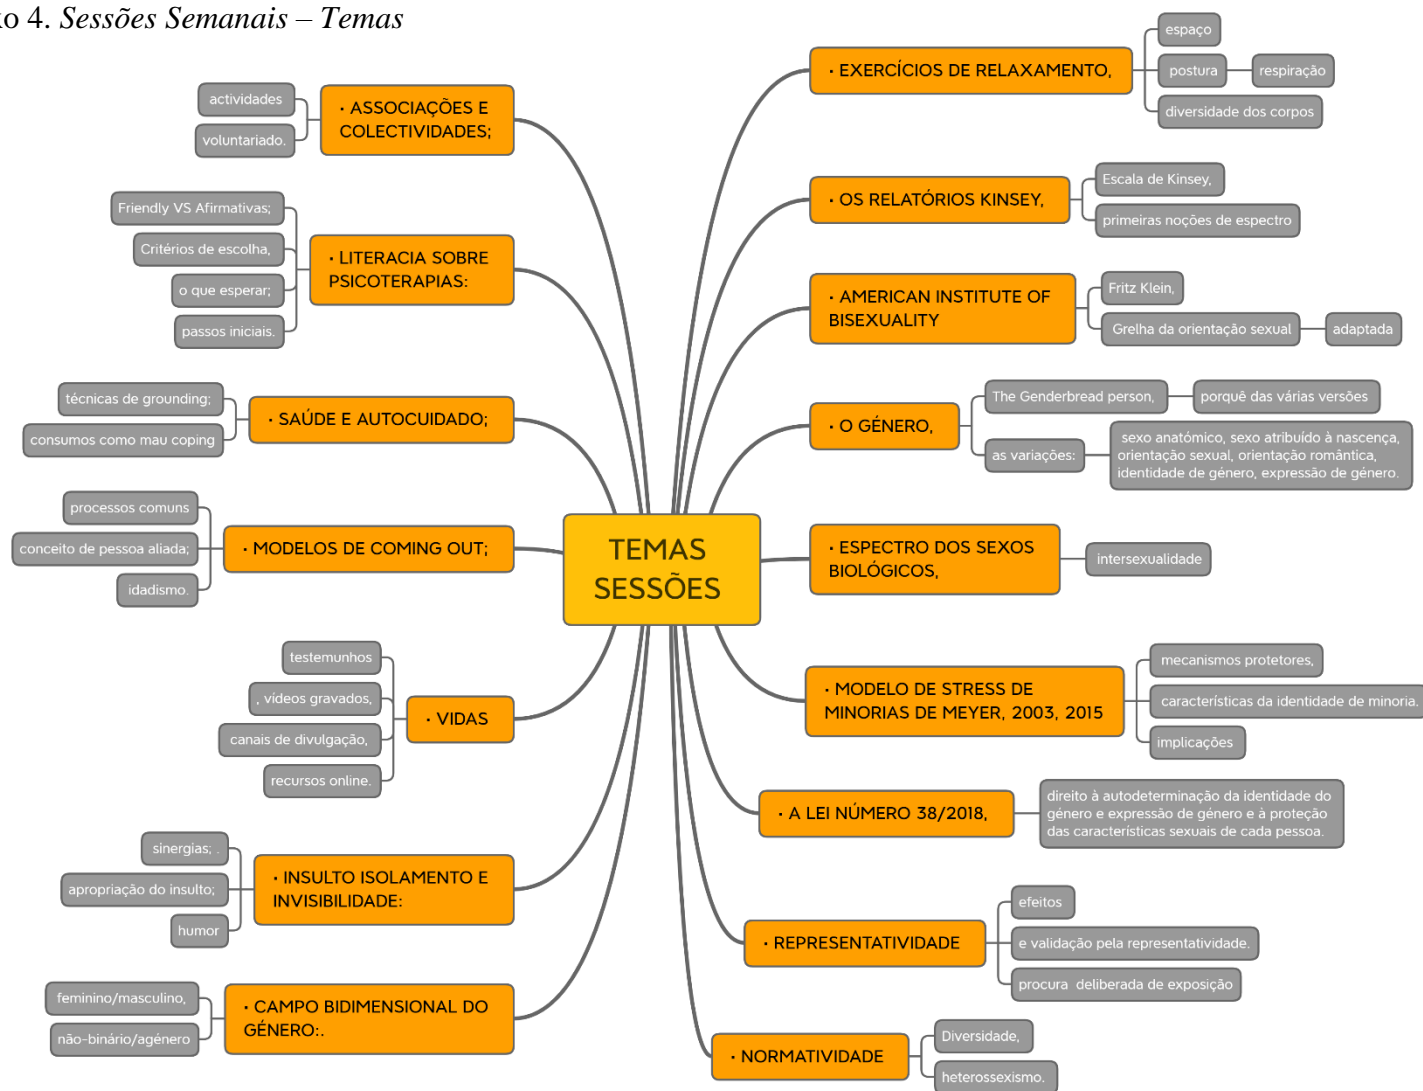 xo 4. Sessões Semanais – Temas
TEMAS
SESSÕES
· EXERCÍCIOS DE RELAXAMENTO,
espaço
postura
respiração
diversidade dos corpos
· OS RELATÓRIOS KINSEY,
Escala de Kinsey,
primeiras noções de espectro
· AMERICAN INSTITUTE OF
BISEXUALITY
Fritz Klein,
Grelha da orientação sexual
adaptada
· O GÉNERO,
The Genderbread person,
porquê das várias versões
as variações:
sexo anatómico, sexo atribuído à nascença,
orientação sexual, orientação romântica,
identidade de género, expressão de género.
· ESPECTRO DOS SEXOS
BIOLÓGICOS,
intersexualidade
· MODELO DE STRESS DE
MINORIAS DE MEYER, 2003, 2015
mecanismos protetores,
características da identidade de minoria.
implicações
· A LEI NÚMERO 38/2018,
direito à autodeterminação da identidade do
género e expressão de género e à proteção
das características sexuais de cada pessoa.
· REPRESENTATIVIDADE
efeitos
e validação pela representatividade.
procura deliberada de exposição
· NORMATIVIDADE
Diversidade,
heterossexismo.
· ASSOCIAÇÕES E
COLECTIVIDADES;
actividades
voluntariado.
· LITERACIA SOBRE
PSICOTERAPIAS:
Friendly VS Afirmativas;
Critérios de escolha,
o que esperar;
passos iniciais.
· SAÚDE E AUTOCUIDADO;
técnicas de grounding;
consumos como mau coping
· MODELOS DE COMING OUT;
processos comuns
conceito de pessoa aliada;
idadismo.
· VIDAS
testemunhos
, vídeos gravados,
canais de divulgação,
recursos online.
· INSULTO ISOLAMENTO E
INVISIBILIDADE:
sinergias; .
apropriação do insulto;
humor
· CAMPO BIDIMENSIONAL DO
GÉNERO:.
feminino/masculino,
não-binário/agénero